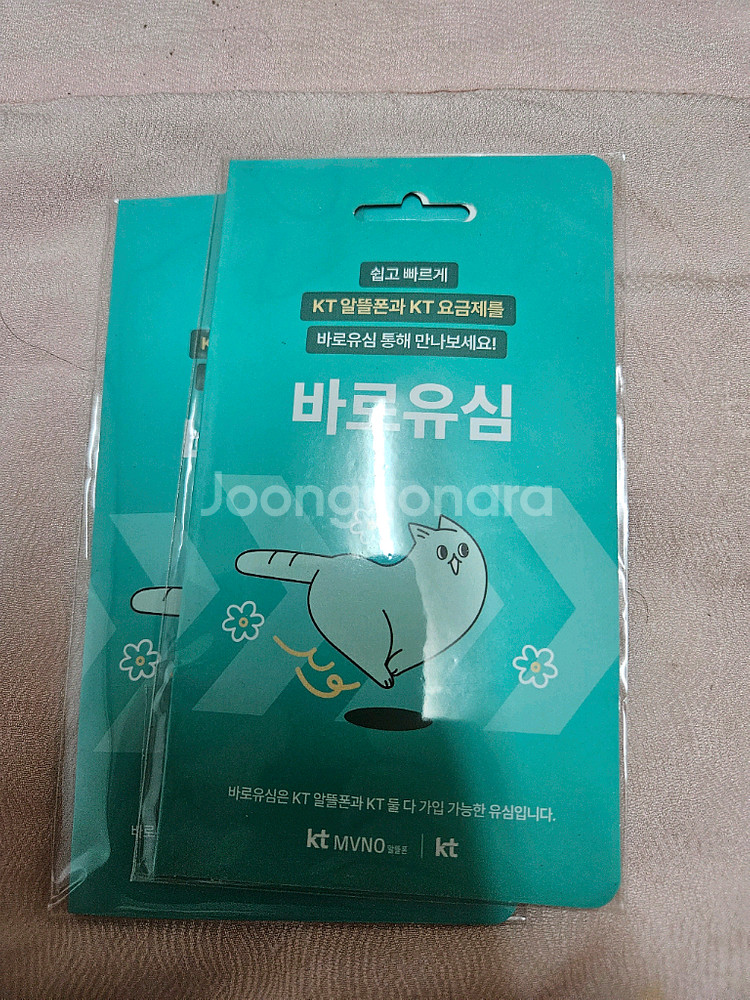 쉽고 빠르게
KT 알뜰폰과 KT 요금제를
바로유심 통해 만나보세요!
바로유심
Joonggonara
바로유심은 KT 알뜰폰과 KT 둘 다 가입 가능한 유심입니다.
kt MVNO 알뜰폰 | kt
바로